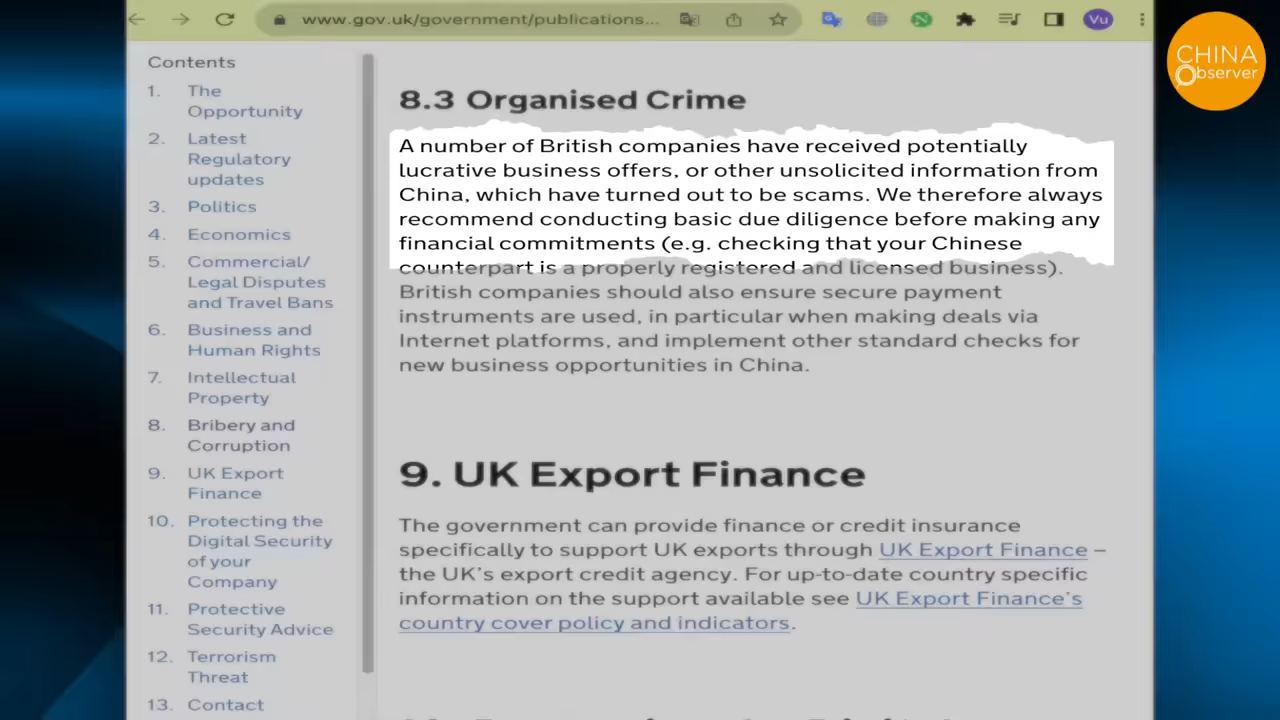 www.gov.uk/government/publications...
Vu
CHINA
Observer
Contents
1. The
Opportunity
2. Latest
Regulatory
updates
3. Politics
4. Economics
5. Commercial/
Legal Disputes
and Travel Bans
6. Business and
Human Rights
7. Intellectual
Property
8. Bribery and
Corruption
9. UK Export
Finance
10. Protecting the
Digital Security
of your
Company
11. Protective
Security Advice
12. Terrorism
Threat
13. Contact
8.3 Organised Crime
A number of British companies have received potentially
lucrative business offers, or other unsolicited information from
China, which have turned out to be scams. We therefore always
recommend conducting basic due diligence before making any
financial commitments (e.g. checking that your Chinese
counterpart is a properly registered and licensed business).
British companies should also ensure secure payment
instruments are used, in particular when making deals via
Internet platforms, and implement other standard checks for
new business opportunities in China.
9. UK Export Finance
The government can provide finance or credit insurance
specifically to support UK exports through UK Export Finance –
the UK's export credit agency. For up-to-date country specific
information on the support available see UK Export Finance's
country cover policy and indicators.